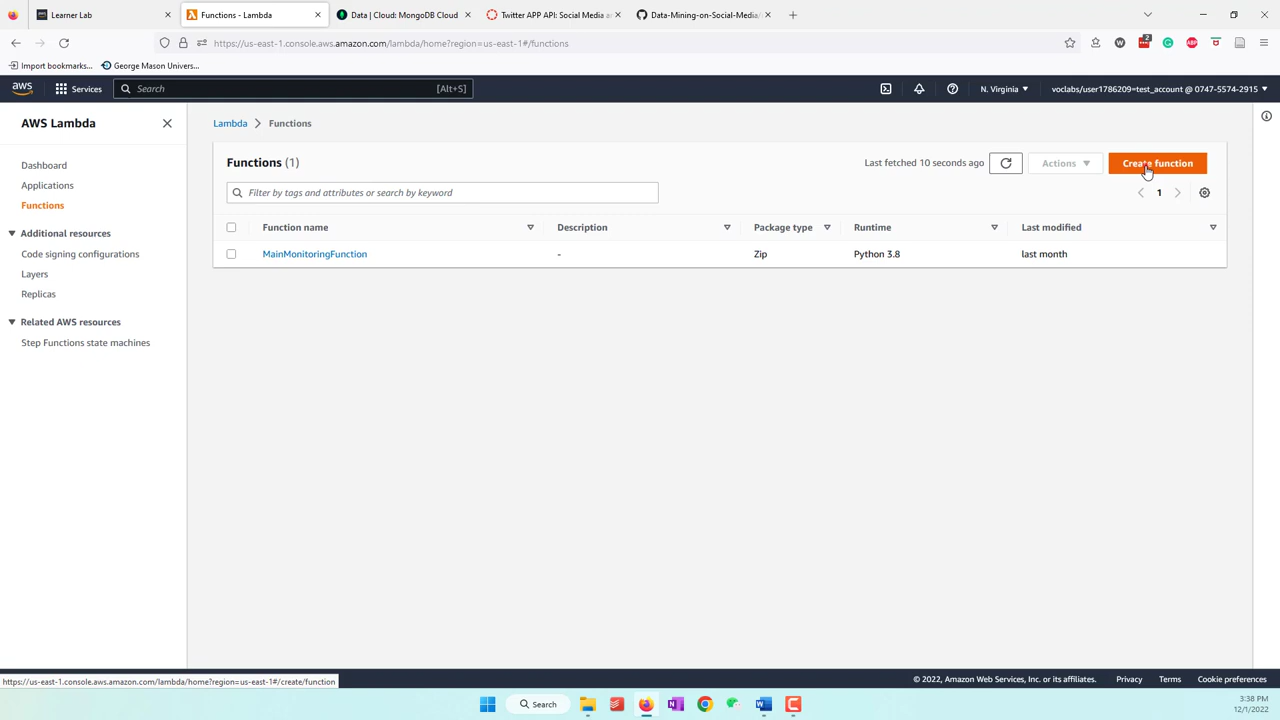 Learner Lab
Functions - Lambda
Data | Cloud: MongoDB Cloud
Twitter APP API: Social Media a
Data-Mining-on-Social-Media/
https://us-east-1.console.aws.amazon.com/lambda/home?region=us-east-1#/functions
2
W
G
ABP
Import bookmarks...
George Mason Univers...
aws
Services
Search
[Alt+S]
N. Virginia
voclabs/user1786209=test_account @ 0747-5574-2915
AWS Lambda
Dashboard
Applications
Functions
Additional resources
Code signing configurations
Layers
Replicas
Related AWS resources
Step Functions state machines
Lambda > Functions
Functions (1)
Last fetched 10 seconds ago
Actions
Create function
Filter by tags and attributes or search by keyword
1
Function name
Description
Package type
Runtime
Last modified
MainMonitoringFunction
-
Zip
Python 3.8
last month
https://us-east-1.console.aws.amazon.com/lambda/home?region=us-east-1#/create/function
© 2022, Amazon Web Services, Inc. or its affiliates.
Privacy
Terms
Cookie preferences
Search
3:38 PM
12/1/2022